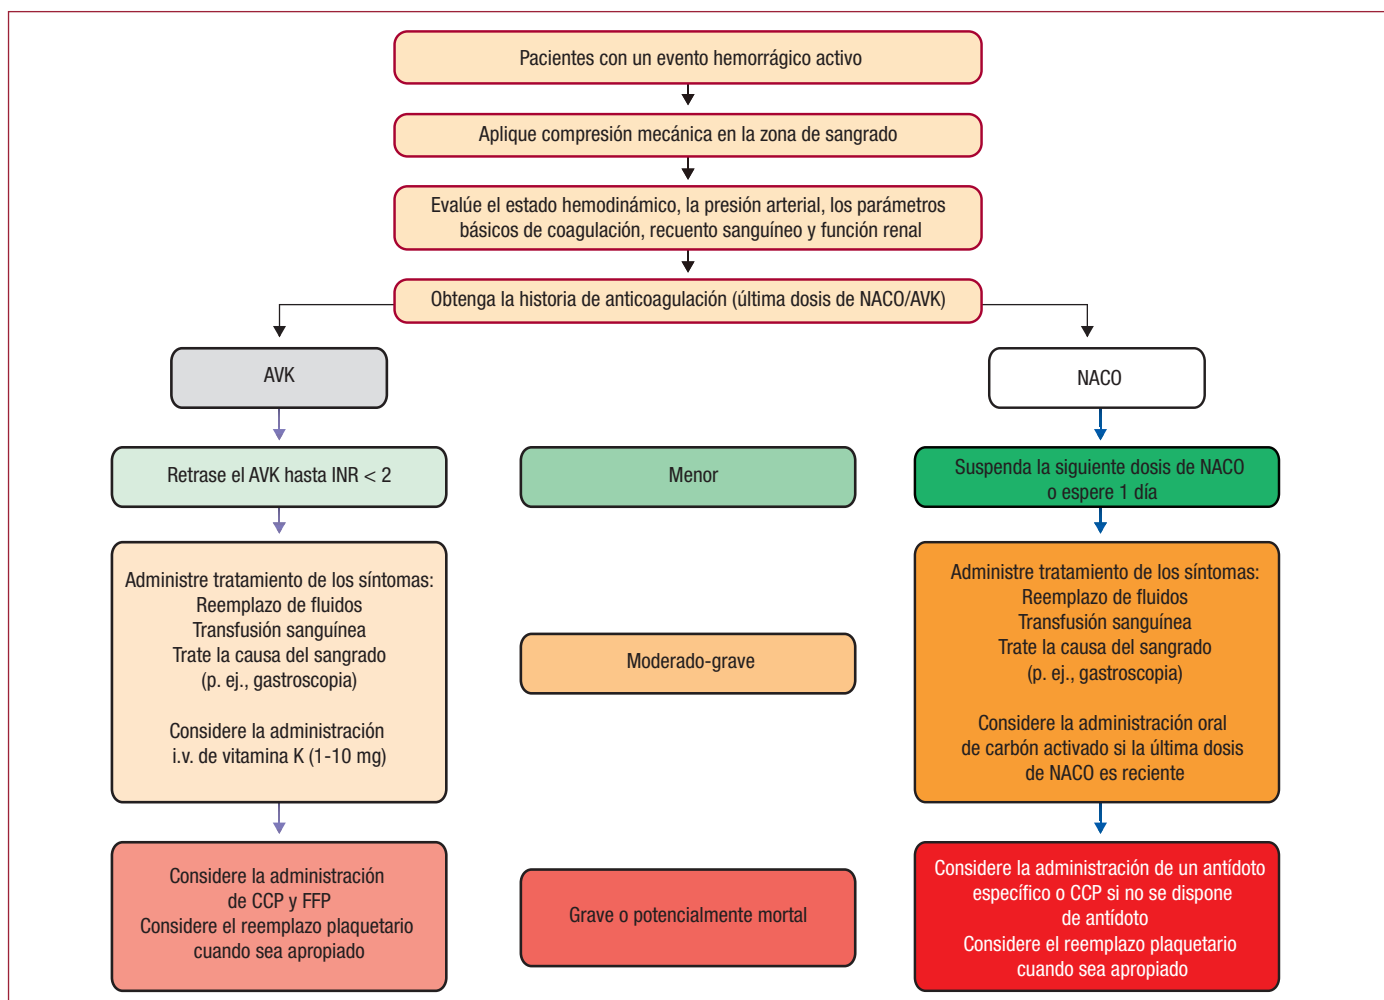 Pacientes con un evento hemorrágico activo
Aplique compresión mecánica en la zona de sangrado
Evalúe el estado hemodinámico, la presión arterial, los parámetros
básicos de coagulación, recuento sanguíneo y función renal
Obtenga la historia de anticoagulación (última dosis de NACO/AVK)
AVK
NACO
Retrase el AVK hasta INR < 2
Menor
Suspenda la siguiente dosis de NACO
o espere 1 día
Administre tratamiento de los síntomas:
Reemplazo de fluidos
Transfusión sanguínea
Trate la causa del sangrado
(p. ej., gastroscopia)
Considere la administración
i.v. de vitamina K (1-10 mg)
Moderado-grave
Administre tratamiento de los síntomas:
Reemplazo de fluidos
Transfusión sanguínea
Trate la causa del sangrado
(p. ej., gastroscopia)
Considere la administración oral
de carbón activado si la última dosis
de NACO es reciente
Considere la administración
de CCP y FFP
Considere el reemplazo plaquetario
cuando sea apropiado
Grave o potencialmente mortal
Considere la administración de un antídoto
específico o CCP si no se dispone
de antídoto
Considere el reemplazo plaquetario
cuando sea apropiado